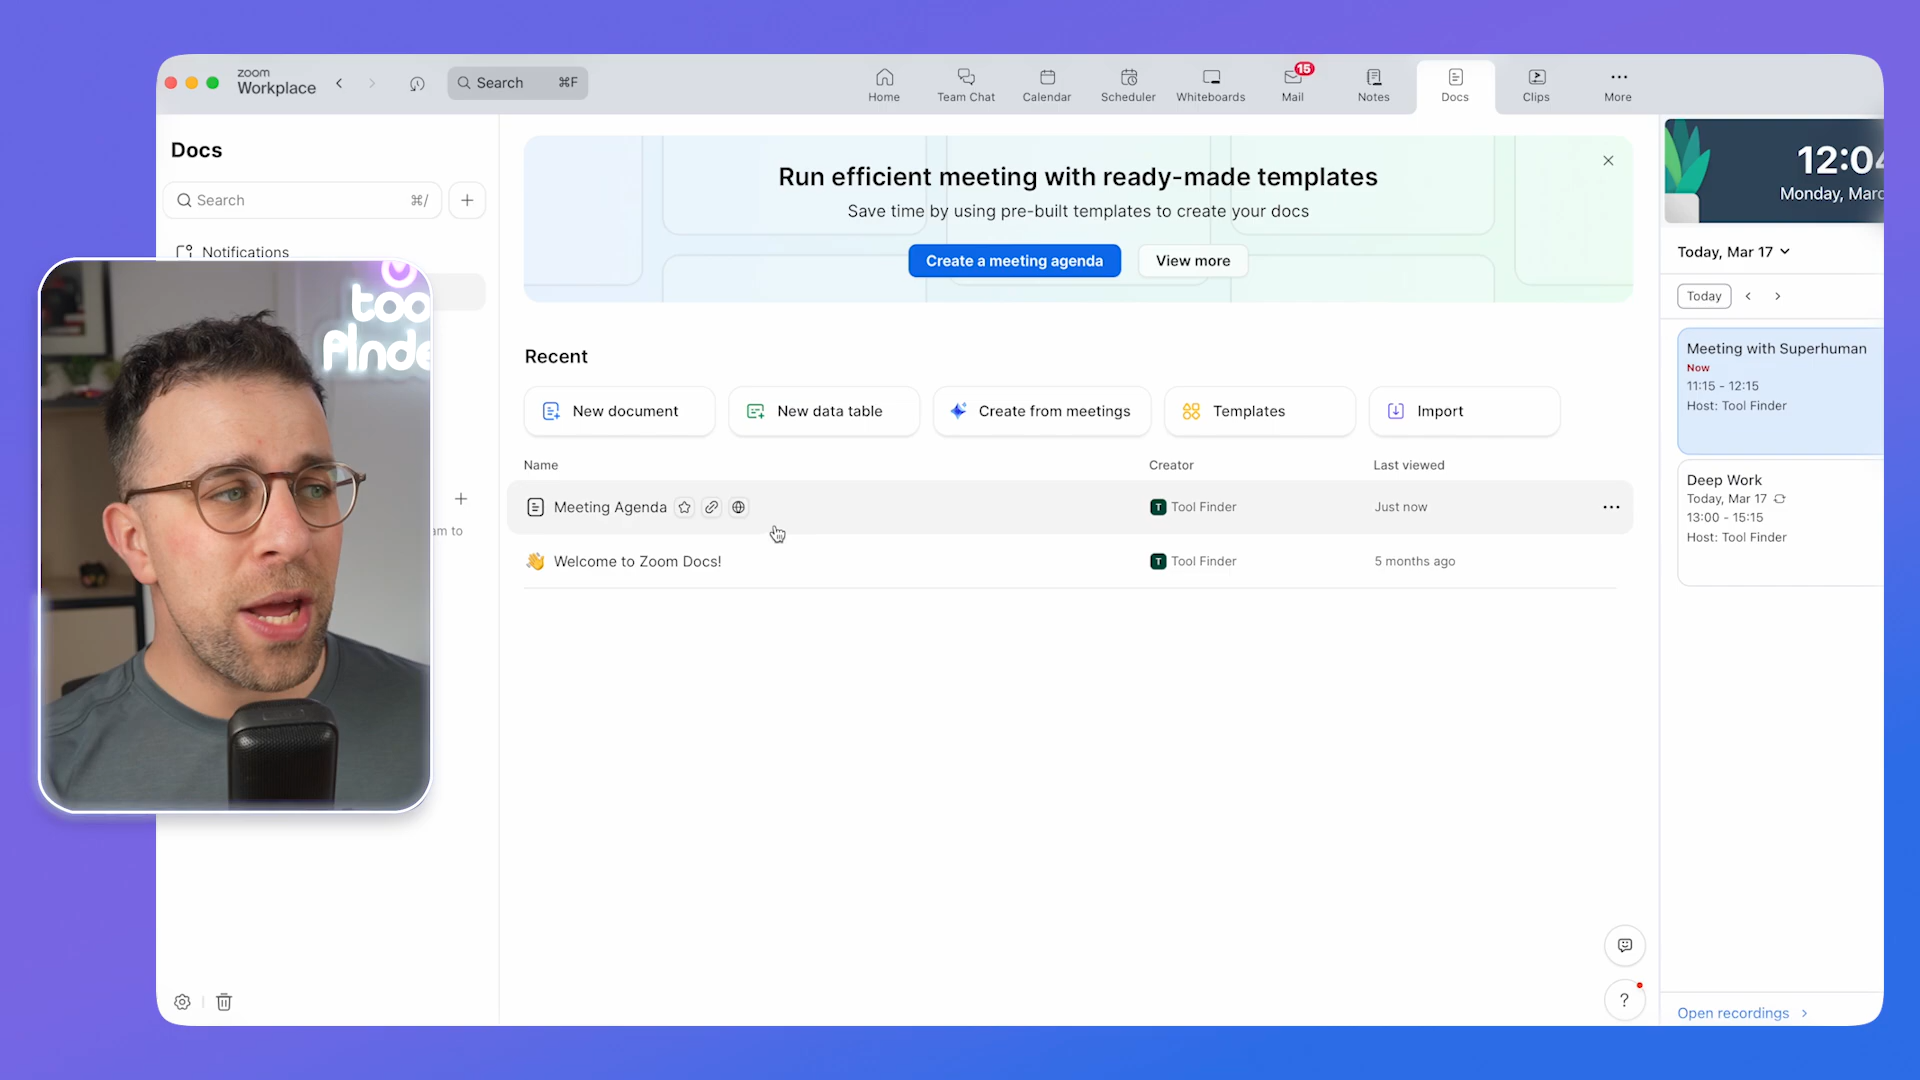 zoom
Workplace
Search ⌘F
Home
Team Chat
Calendar
Scheduler
Whiteboards
15
Mail
Notes
Docs
Clips
More
Docs
Search ⌘/
Notifications
am to
too
finde
Run efficient meeting with ready-made templates
Save time by using pre-built templates to create your docs
Create a meeting agenda
View more
Recent
New document
New data table
Create from meetings
Templates
Import
Name
Creator
Last viewed
Meeting Agenda
T Tool Finder
Just now
Welcome to Zoom Docs!
T Tool Finder
5 months ago
12:04
Monday, Marc
Today, Mar 17
Today
Meeting with Superhuman
Now
11:15 - 12:15
Host: Tool Finder
Deep Work
Today, Mar 17
13:00 - 15:15
Host: Tool Finder
?
Open recordings